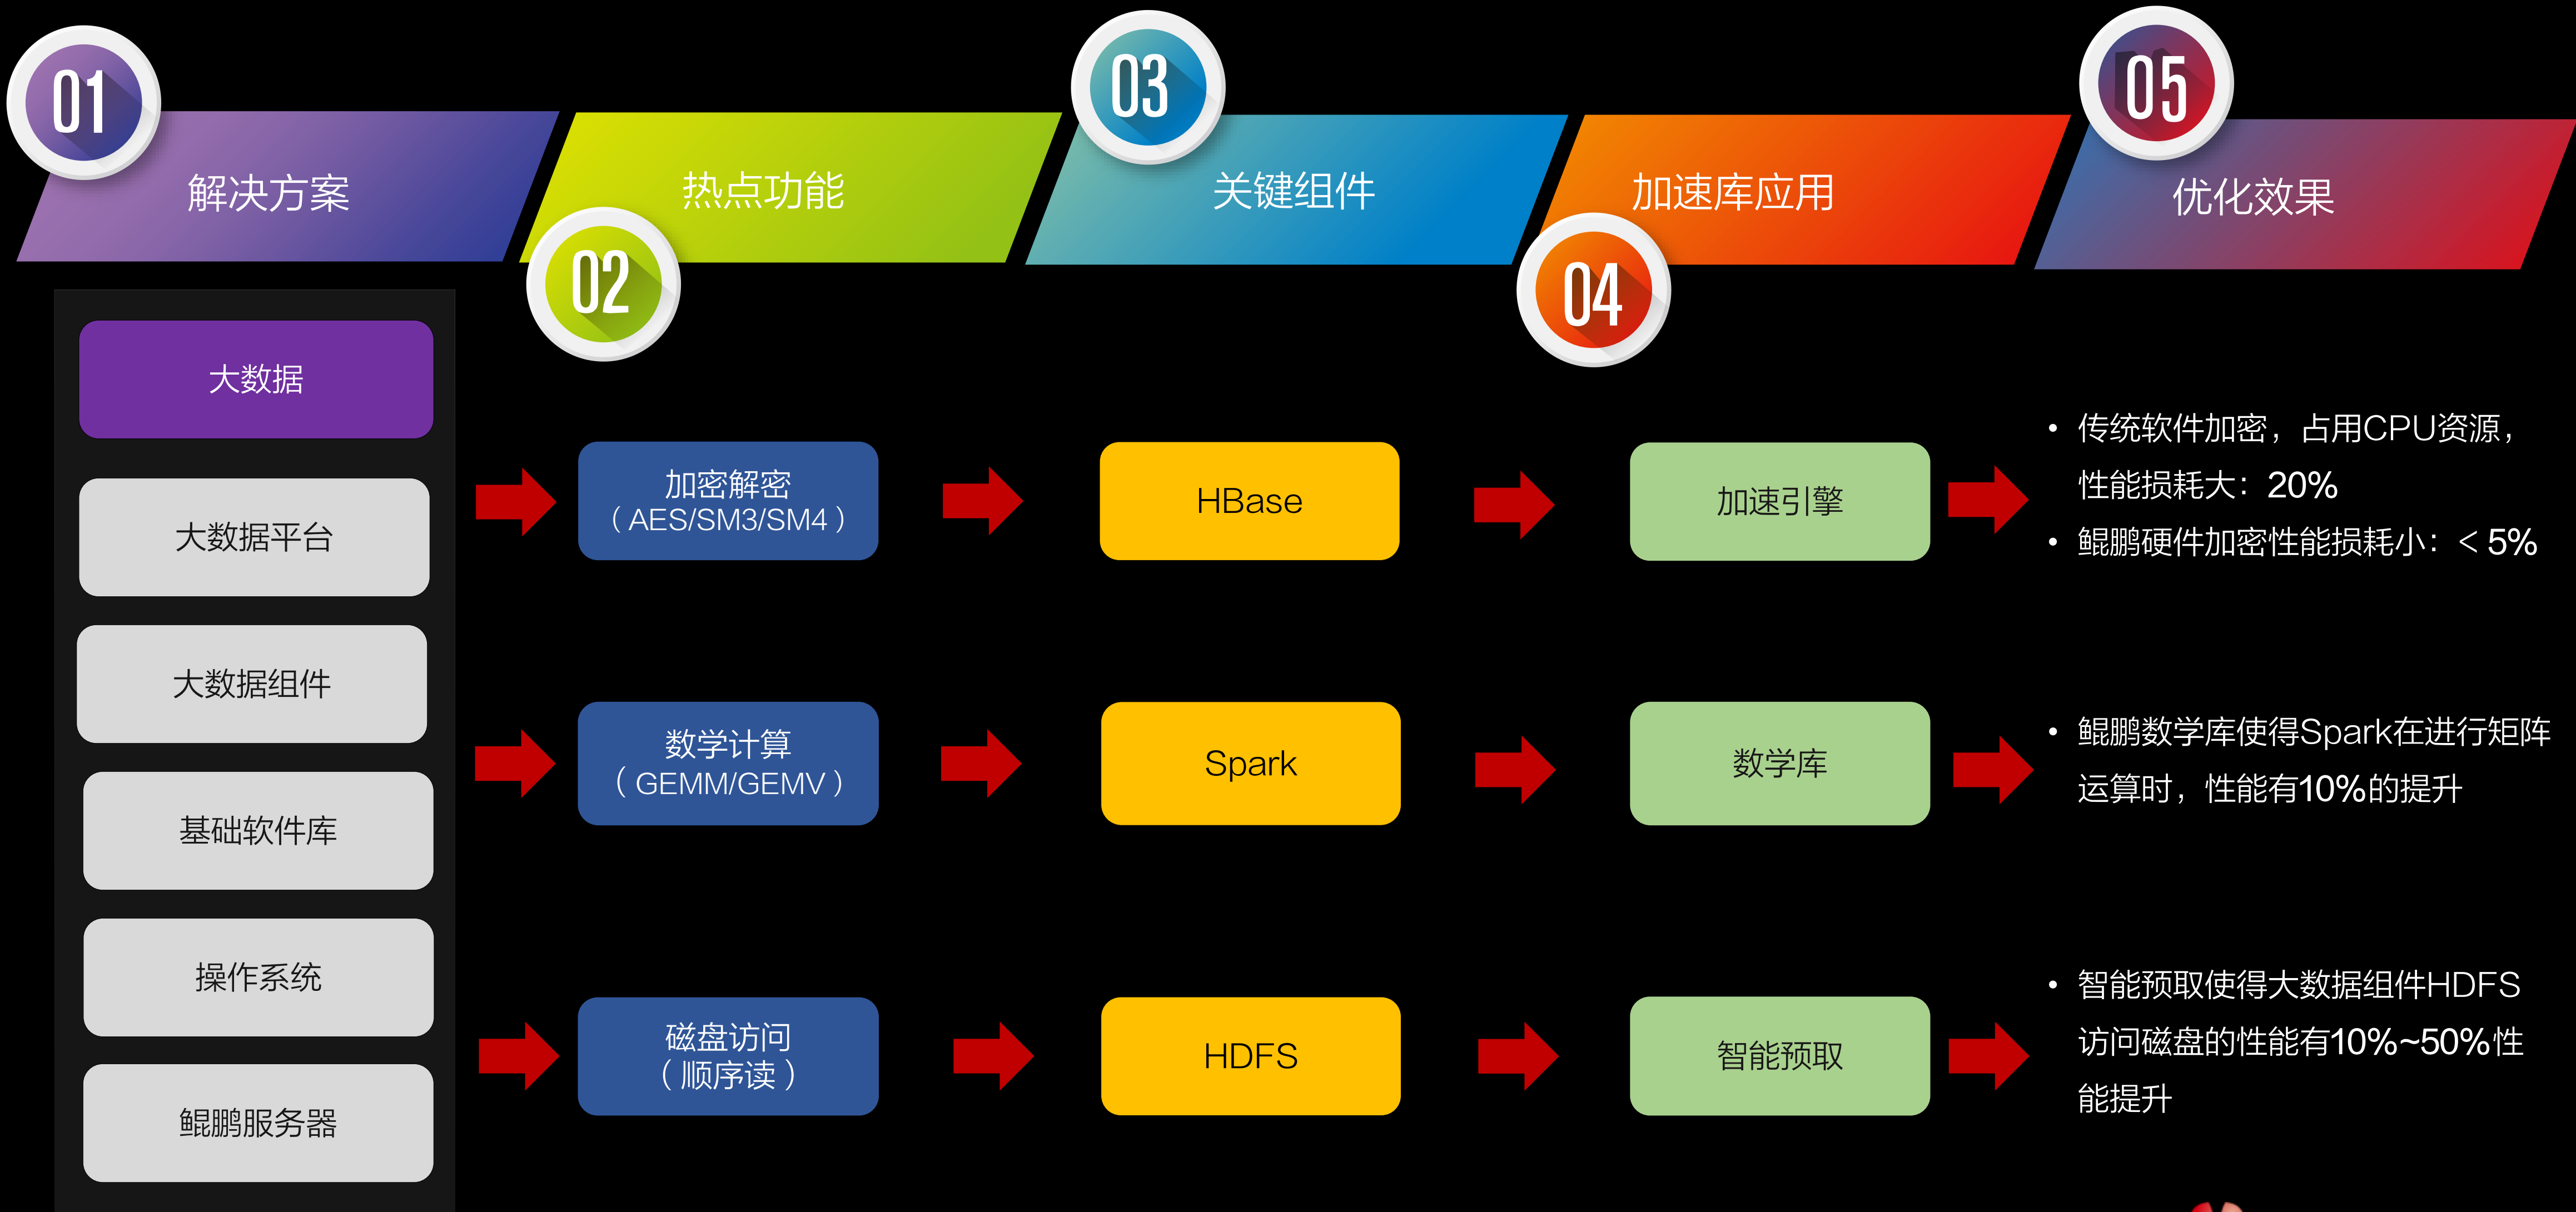 01
解决方案
02
热点功能
03
关键组件
04
加速库应用
05
优化效果
大数据
大数据平台
大数据组件
基础软件库
操作系统
鲲鹏服务器
加密解密
（AES/SM3/SM4）
HBase
加速引擎
• 传统软件加密，占用CPU资源，
性能损耗大：20%
• 鲲鹏硬件加密性能损耗小：< 5%
数学计算
（GEMM/GEMV）
Spark
数学库
• 鲲鹏数学库使得Spark在进行矩阵
运算时，性能有10%的提升
磁盘访问
（顺序读）
HDFS
智能预取
• 智能预取使得大数据组件HDFS
访问磁盘的性能有10%~50%性
能提升